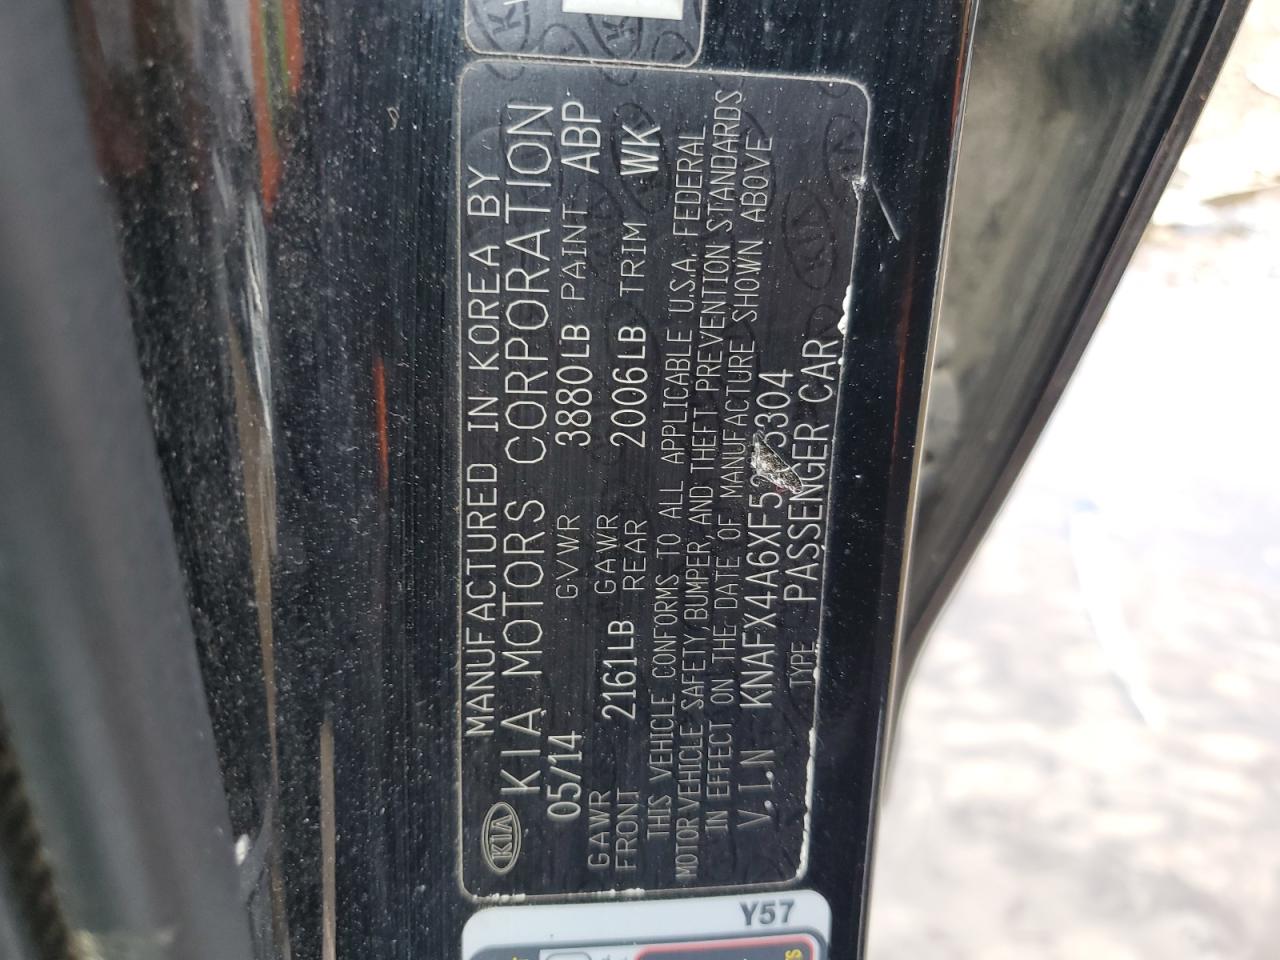 KIA
MANUFACTURED IN KOREA BY
KIA MOTORS CORPORATION
05/14 GVWR 3880LB PAINT ABP
GAWR FRONT 2161LB GAWR REAR 2006LB TRIM WK
THIS VEHICLE CONFORMS TO ALL APPLICABLE U.S.A. FEDERAL
MOTOR VEHICLE SAFETY, BUMPER, AND THEFT PREVENTION STANDARDS
IN EFFECT ON THE DATE OF MANUFACTURE SHOWN ABOVE
V.I.N
TYPE PASSENGER CAR
Y57